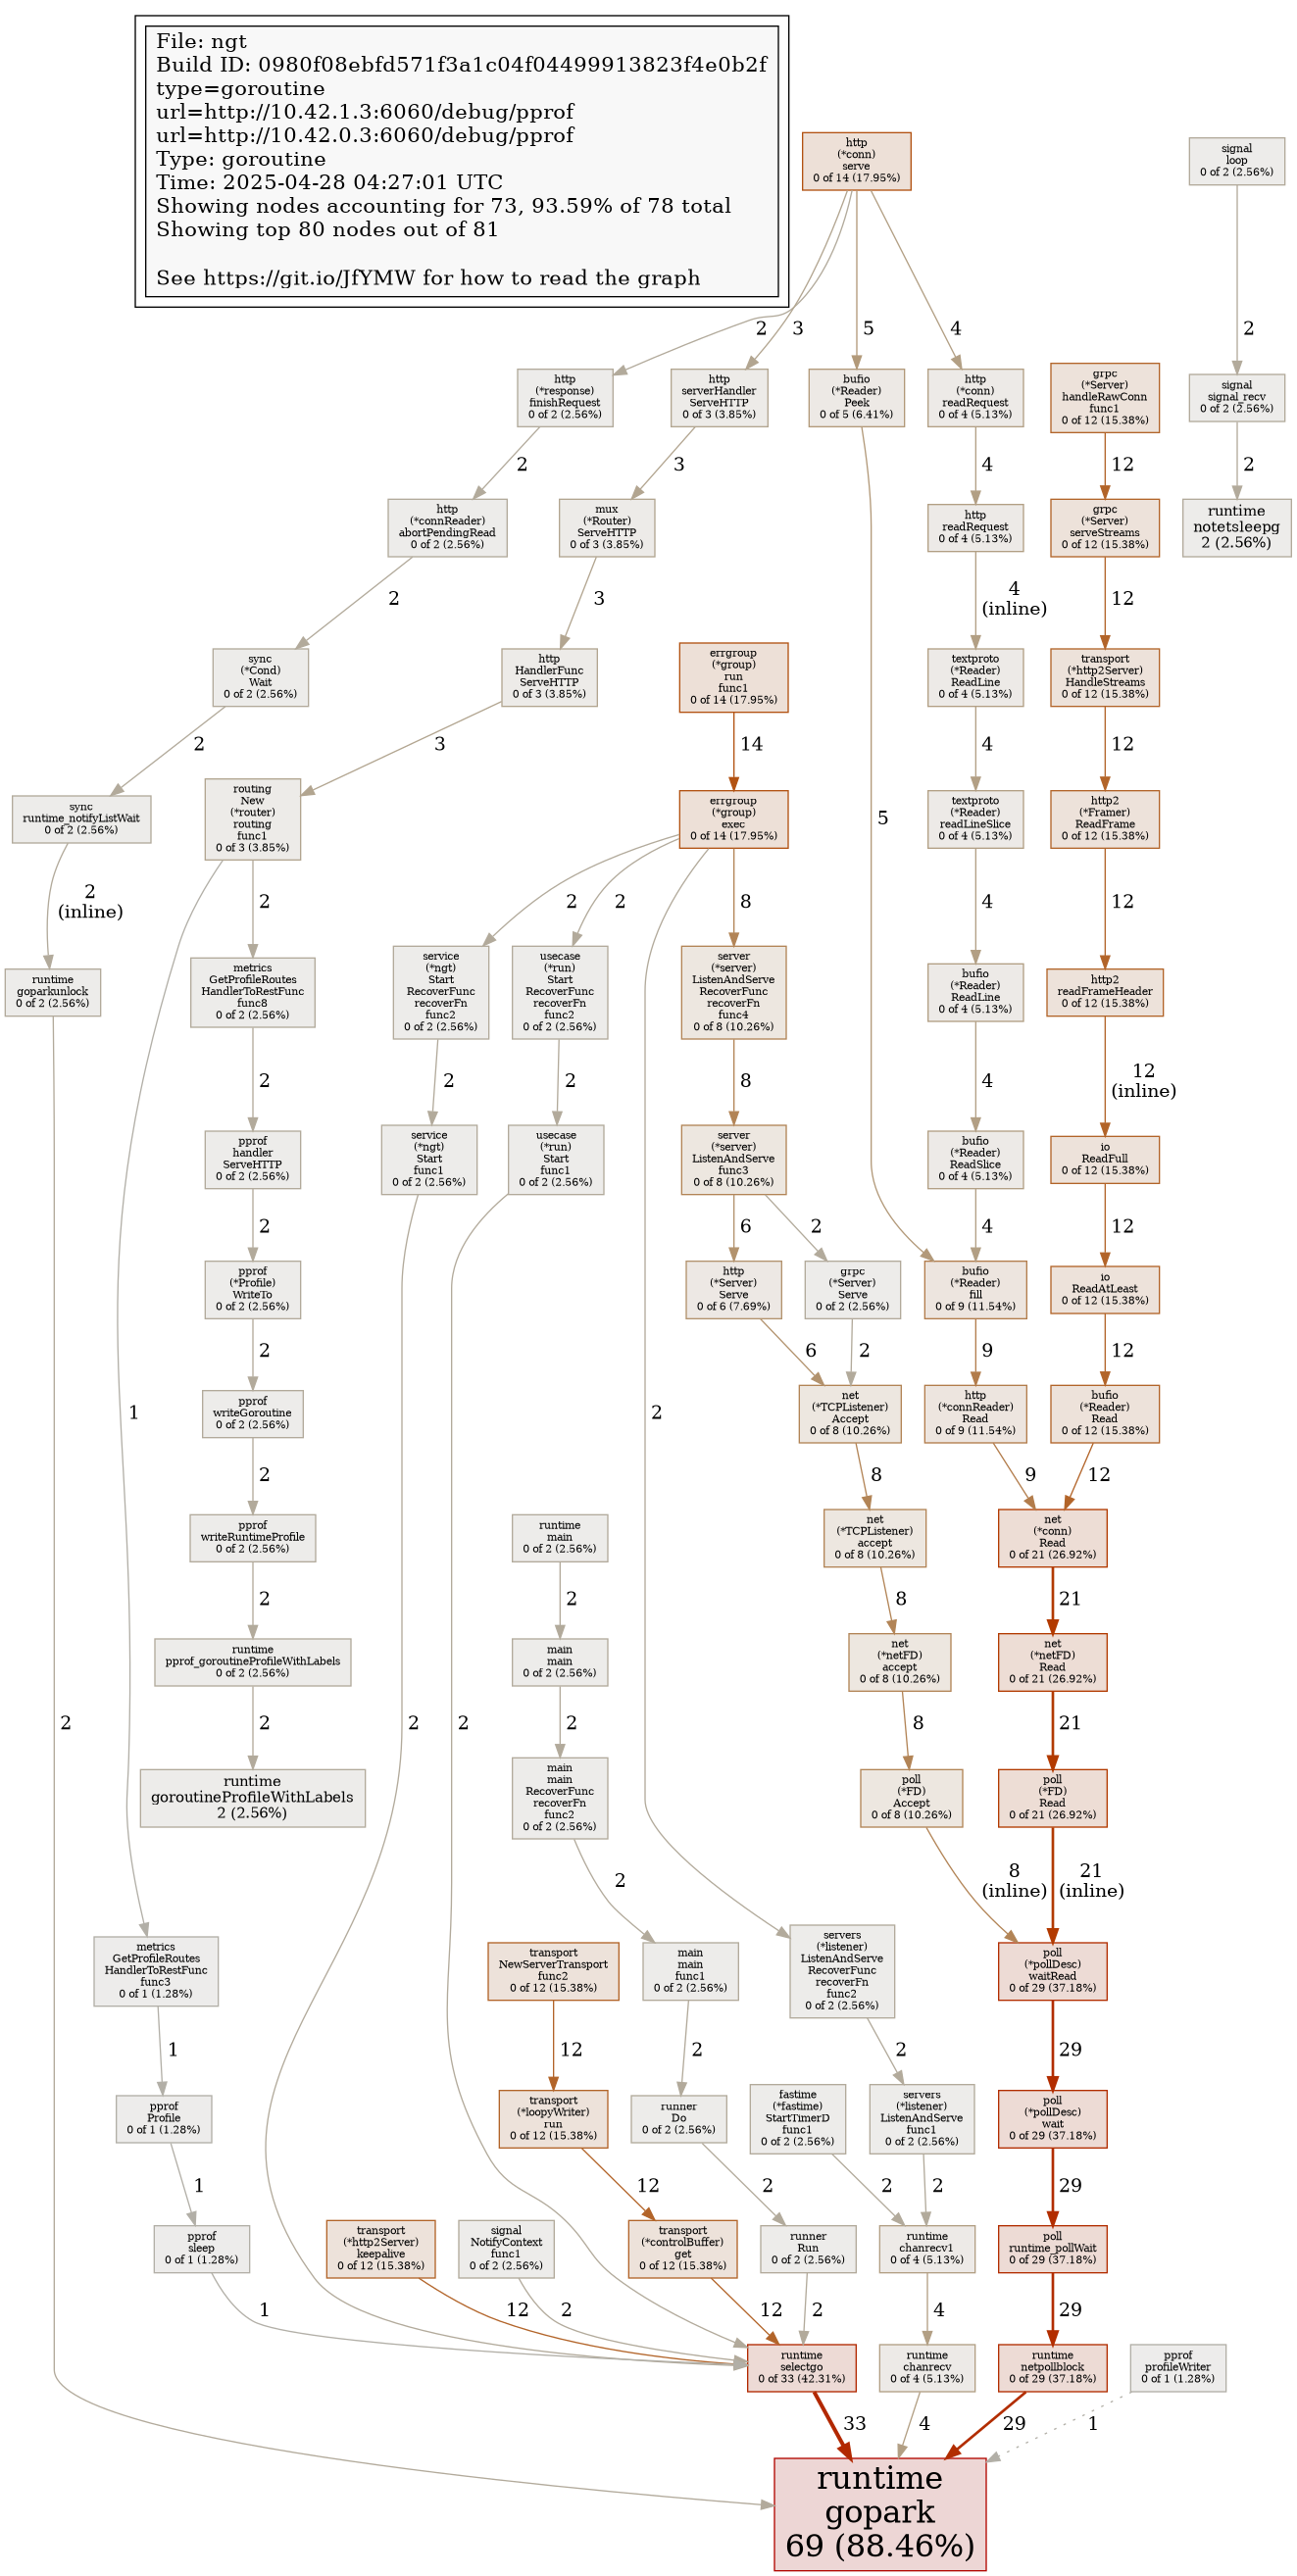 File: ngt
Build ID: 0980f08ebfd571f3a1c04f04499913823f4e0b2f
type=goroutine
url=http://10.42.1.3:6060/debug/pprof
url=http://10.42.0.3:6060/debug/pprof
Type: goroutine
Time: 2025-04-28 04:27:01 UTC
Showing nodes accounting for 73, 93.59% of 78 total
Showing top 80 nodes out of 81
See https://git.io/JfYMW for how to read the graph
http
(*conn)
serve
0 of 14 (17.95%)
signal
loop
0 of 2 (2.56%)
2
3
5
4
2
http
(*response)
finishRequest
0 of 2 (2.56%)
http
serverHandler
ServeHTTP
0 of 3 (3.85%)
bufio
(*Reader)
Peek
0 of 5 (6.41%)
http
(*conn)
readRequest
0 of 4 (5.13%)
grpc
(*Server)
handleRawConn
func1
0 of 12 (15.38%)
signal
signal_recv
0 of 2 (2.56%)
2
3
4
12
2
http
(*connReader)
abortPendingRead
0 of 2 (2.56%)
mux
(*Router)
ServeHTTP
0 of 3 (3.85%)
http
readRequest
0 of 4 (5.13%)
grpc
(*Server)
serveStreams
0 of 12 (15.38%)
runtime
notetsleepg
2 (2.56%)
2
3
4
(inline)
12
sync
(*Cond)
Wait
0 of 2 (2.56%)
http
HandlerFunc
ServeHTTP
0 of 3 (3.85%)
errgroup
(*group)
run
func1
0 of 14 (17.95%)
textproto
(*Reader)
ReadLine
0 of 4 (5.13%)
transport
(*http2Server)
HandleStreams
0 of 12 (15.38%)
2
3
14
4
12
sync
runtime_notifyListWait
0 of 2 (2.56%)
routing
New
(*router)
routing
func1
0 of 3 (3.85%)
errgroup
(*group)
exec
0 of 14 (17.95%)
5
textproto
(*Reader)
readLineSlice
0 of 4 (5.13%)
http2
(*Framer)
ReadFrame
0 of 12 (15.38%)
2
(inline)
2
2
2
8
4
12
runtime
goparkunlock
0 of 2 (2.56%)
metrics
GetProfileRoutes
HandlerToRestFunc
func8
0 of 2 (2.56%)
service
(*ngt)
Start
RecoverFunc
recoverFn
func2
0 of 2 (2.56%)
usecase
(*run)
Start
RecoverFunc
recoverFn
func2
0 of 2 (2.56%)
server
(*server)
ListenAndServe
RecoverFunc
recoverFn
func4
0 of 8 (10.26%)
bufio
(*Reader)
ReadLine
0 of 4 (5.13%)
http2
readFrameHeader
0 of 12 (15.38%)
2
2
2
8
4
12
(inline)
pprof
handler
ServeHTTP
0 of 2 (2.56%)
service
(*ngt)
Start
func1
0 of 2 (2.56%)
usecase
(*run)
Start
func1
0 of 2 (2.56%)
server
(*server)
ListenAndServe
func3
0 of 8 (10.26%)
bufio
(*Reader)
ReadSlice
0 of 4 (5.13%)
io
ReadFull
0 of 12 (15.38%)
2
6
2
4
12
pprof
(*Profile)
WriteTo
0 of 2 (2.56%)
http
(*Server)
Serve
0 of 6 (7.69%)
grpc
(*Server)
Serve
0 of 2 (2.56%)
bufio
(*Reader)
fill
0 of 9 (11.54%)
io
ReadAtLeast
0 of 12 (15.38%)
2
6
2
9
12
1
pprof
writeGoroutine
0 of 2 (2.56%)
2
net
(*TCPListener)
Accept
0 of 8 (10.26%)
http
(*connReader)
Read
0 of 9 (11.54%)
bufio
(*Reader)
Read
0 of 12 (15.38%)
2
8
9
12
pprof
writeRuntimeProfile
0 of 2 (2.56%)
runtime
main
0 of 2 (2.56%)
net
(*TCPListener)
accept
0 of 8 (10.26%)
net
(*conn)
Read
0 of 21 (26.92%)
2
2
8
21
runtime
pprof_goroutineProfileWithLabels
0 of 2 (2.56%)
main
main
0 of 2 (2.56%)
net
(*netFD)
accept
0 of 8 (10.26%)
net
(*netFD)
Read
0 of 21 (26.92%)
2
2
2
2
2
8
21
runtime
goroutineProfileWithLabels
2 (2.56%)
main
main
RecoverFunc
recoverFn
func2
0 of 2 (2.56%)
poll
(*FD)
Accept
0 of 8 (10.26%)
poll
(*FD)
Read
0 of 21 (26.92%)
2
8
(inline)
21
(inline)
metrics
GetProfileRoutes
HandlerToRestFunc
func3
0 of 1 (1.28%)
transport
NewServerTransport
func2
0 of 12 (15.38%)
main
main
func1
0 of 2 (2.56%)
servers
(*listener)
ListenAndServe
RecoverFunc
recoverFn
func2
0 of 2 (2.56%)
poll
(*pollDesc)
waitRead
0 of 29 (37.18%)
1
12
2
2
29
pprof
Profile
0 of 1 (1.28%)
transport
(*loopyWriter)
run
0 of 12 (15.38%)
runner
Do
0 of 2 (2.56%)
fastime
(*fastime)
StartTimerD
func1
0 of 2 (2.56%)
servers
(*listener)
ListenAndServe
func1
0 of 2 (2.56%)
poll
(*pollDesc)
wait
0 of 29 (37.18%)
1
12
2
2
2
29
pprof
sleep
0 of 1 (1.28%)
transport
(*http2Server)
keepalive
0 of 12 (15.38%)
signal
NotifyContext
func1
0 of 2 (2.56%)
transport
(*controlBuffer)
get
0 of 12 (15.38%)
runner
Run
0 of 2 (2.56%)
runtime
chanrecv1
0 of 4 (5.13%)
poll
runtime_pollWait
0 of 29 (37.18%)
1
12
2
12
2
4
29
runtime
selectgo
0 of 33 (42.31%)
runtime
chanrecv
0 of 4 (5.13%)
runtime
netpollblock
0 of 29 (37.18%)
pprof
profileWriter
0 of 1 (1.28%)
33
4
29
1
runtime
gopark
69 (88.46%)